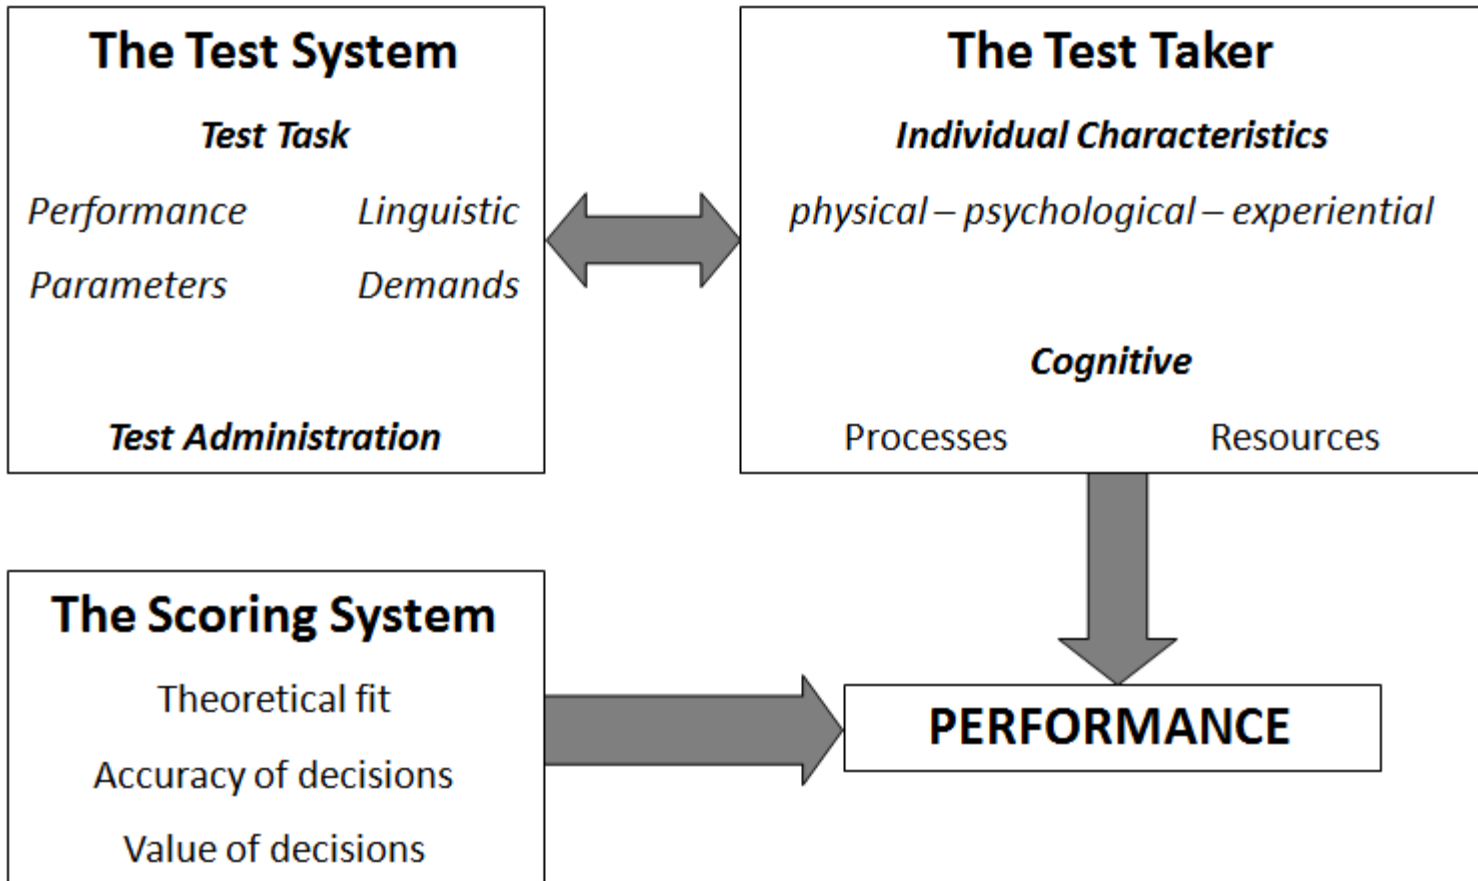 The Test System
Test Task
Performance Linguistic
Parameters Demands
Test Administration
The Test Taker
Individual Characteristics
physical – psychological – experiential
Cognitive
Processes Resources
The Scoring System
Theoretical fit
Accuracy of decisions
Value of decisions
PERFORMANCE